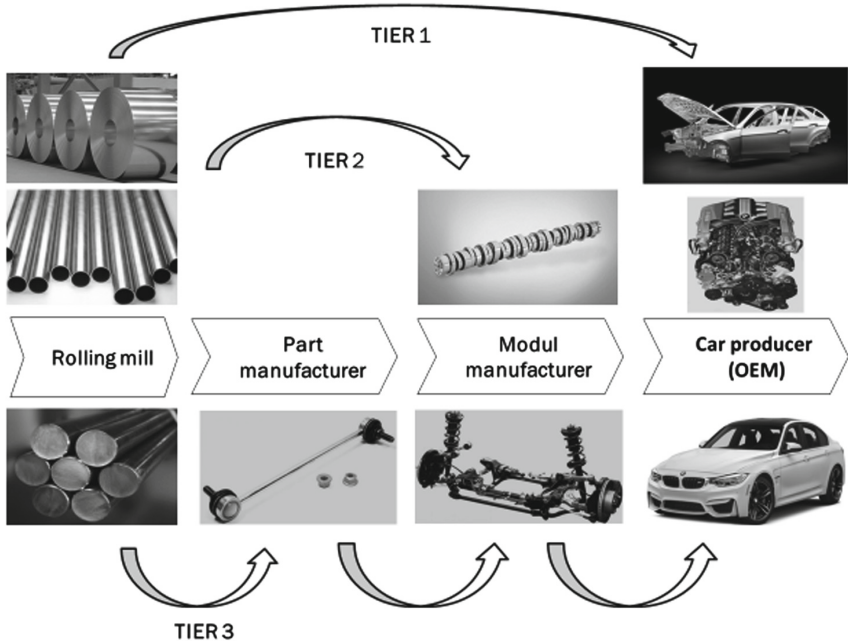 TIER 1
TIER 2
Rolling mill
Part
manufacturer
Modul
manufacturer
Car producer
(OEM)
TIER 3